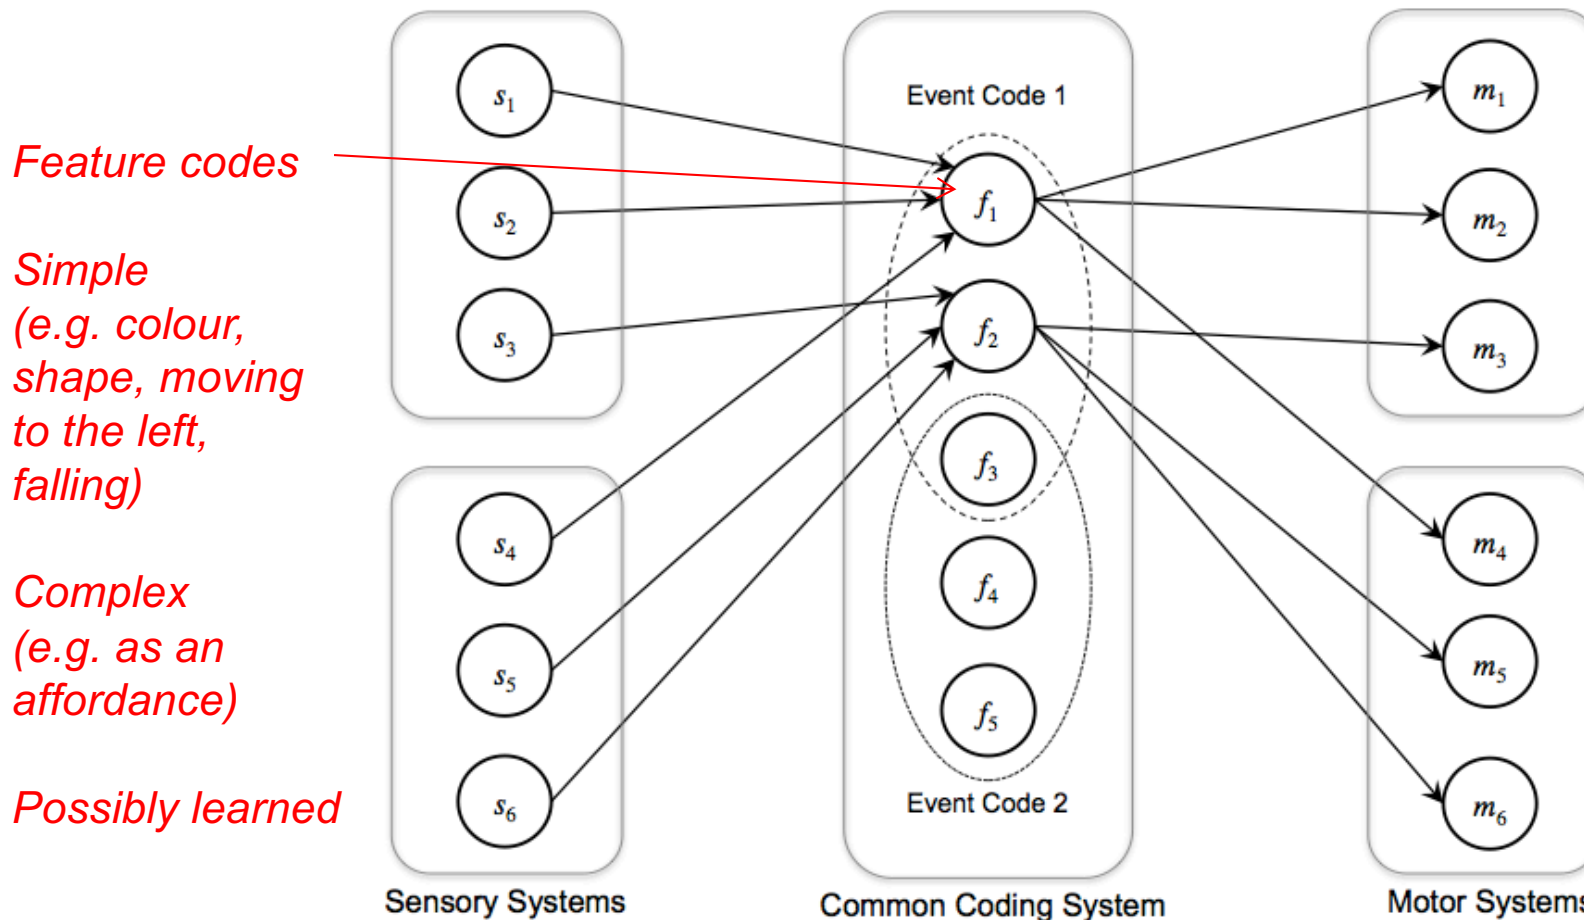 Feature codes
Simple
(e.g. colour,
shape, moving
to the left,
falling)
Complex
(e.g. as an
affordance)
Possibly learned
s₁
s₂
s₃
s₄
s₅
s₆
Sensory Systems
Event Code 1
f₁
f₂
f₃
f₄
f₅
Event Code 2
Common Coding System
m₁
m₂
m₃
m₄
m₅
m₆
Motor Systems